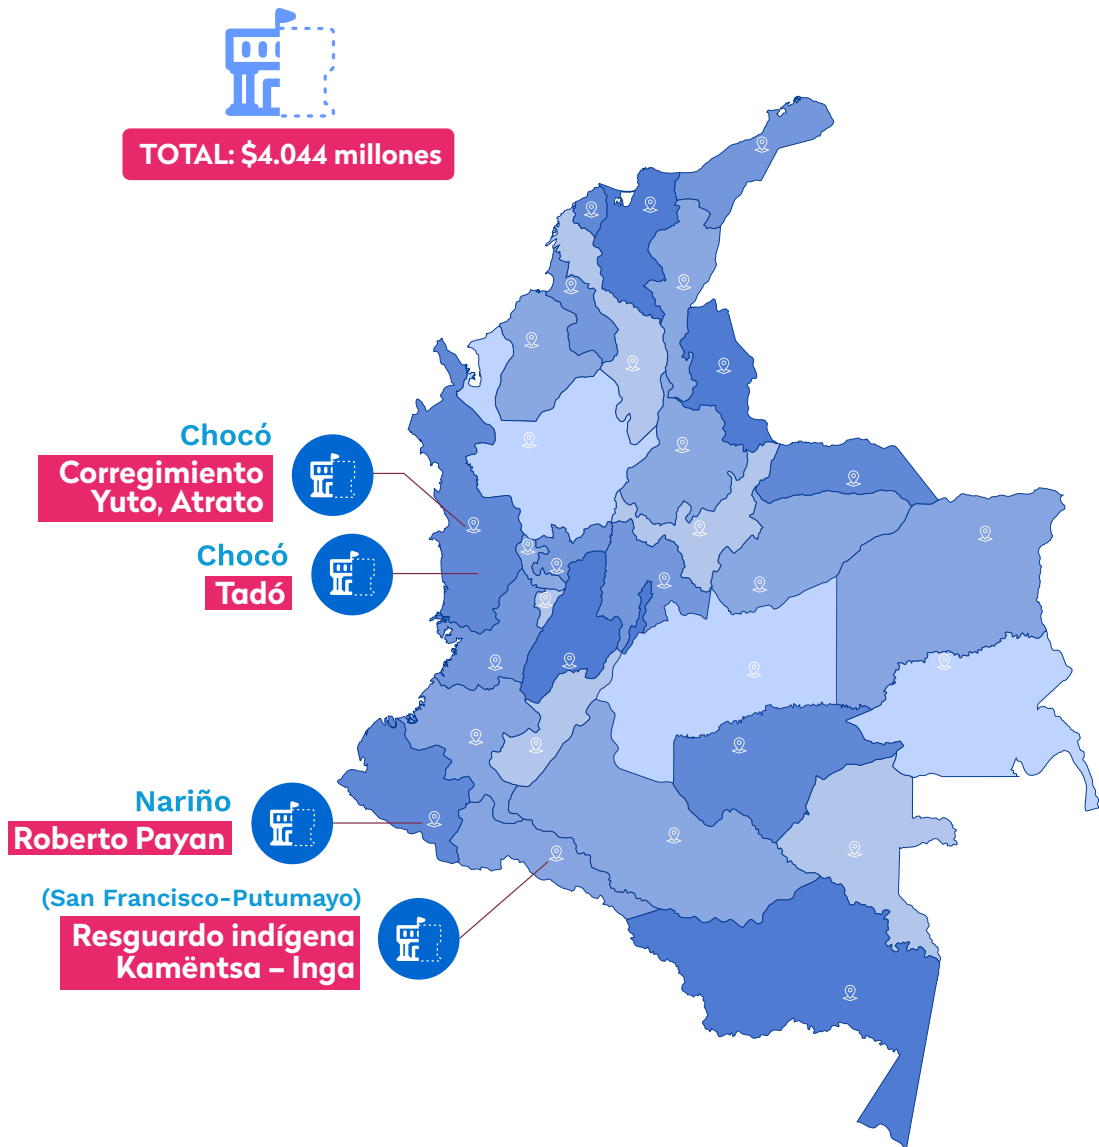 TOTAL: $4.044 millones
Chocó
Corregimiento
Yuto, Atrato
Chocó
Tadó
Nariño
Roberto Payan
(San Francisco-Putumayo)
Resguardo indígena
Kamëntsa – Inga